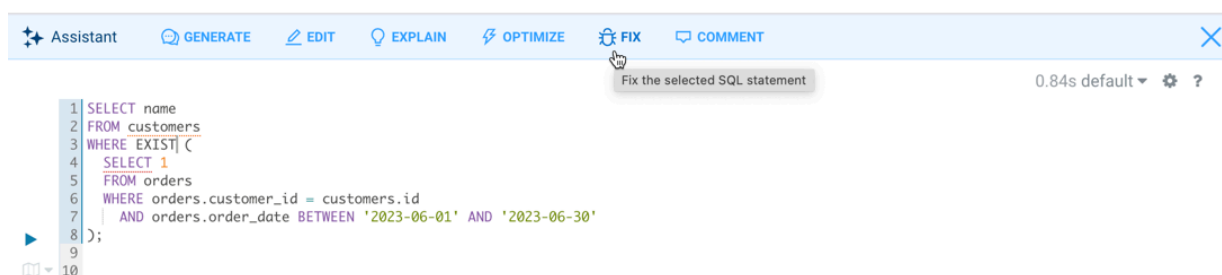 Assistant GENERATE EDIT EXPLAIN OPTIMIZE FIX COMMENT
Fix the selected SQL statement
0.84s default ?
1 SELECT name
2 FROM customers
3 WHERE EXIST (
4 SELECT 1
5 FROM orders
6 WHERE orders.customer_id = customers.id
7 AND orders.order_date BETWEEN '2023-06-01' AND '2023-06-30'
8 );
9
10